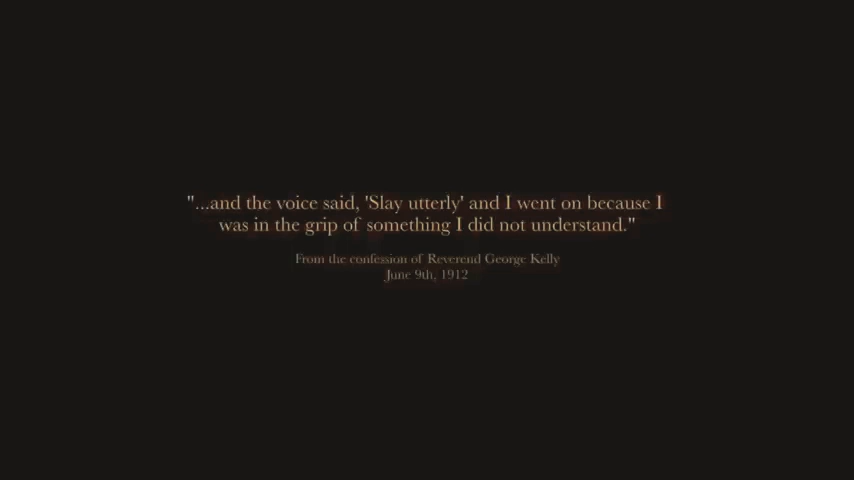 "...and the voice said, 'Slay utterly' and I went on because I
was in the grip of something I did not understand."
From the confession of Reverend George Kelly
June 9th, 1912